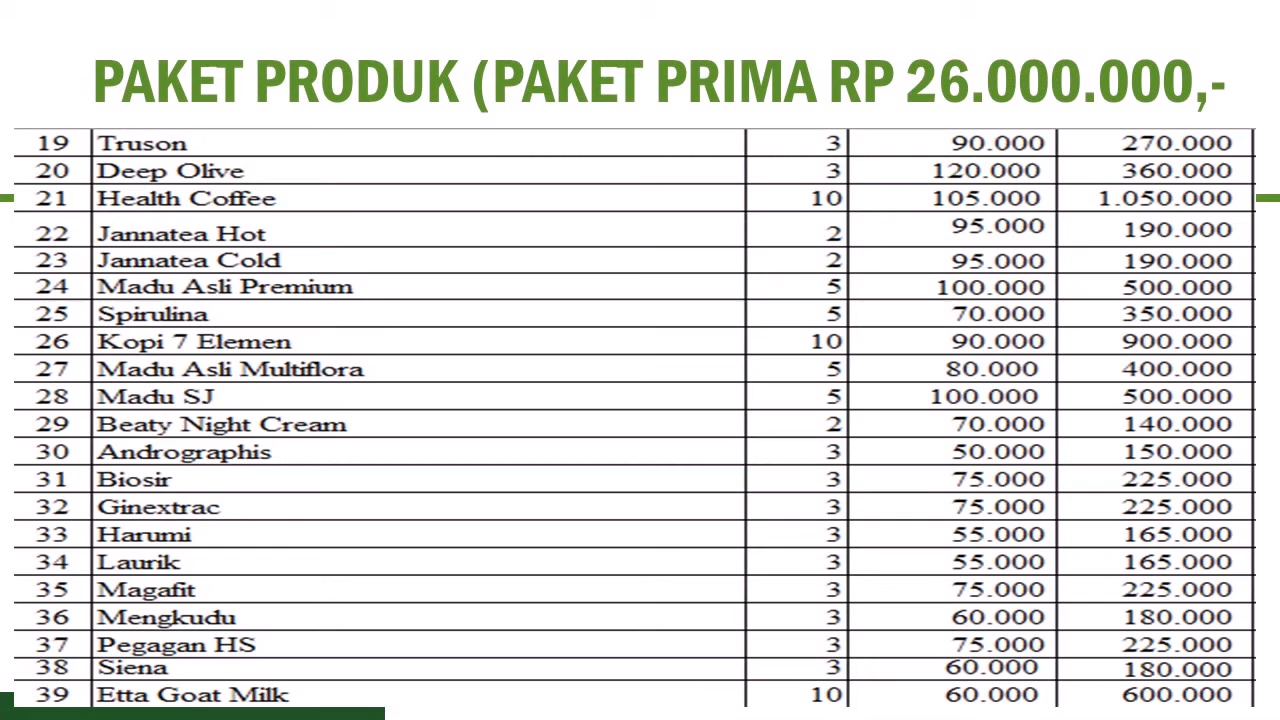 PAKET PRODUK (PAKET PRIMA RP 26.000.000,-
19 Truson 3 90.000 270.000
20 Deep Olive 3 120.000 360.000
21 Health Coffee 10 105.000 1.050.000
22 Jannatea Hot 2 95.000 190.000
23 Jannatea Cold 2 95.000 190.000
24 Madu Asli Premium 5 100.000 500.000
25 Spirulina 5 70.000 350.000
26 Kopi 7 Elemen 10 90.000 900.000
27 Madu Asli Multiflora 5 80.000 400.000
28 Madu SJ 5 100.000 500.000
29 Beaty Night Cream 2 70.000 140.000
30 Andrographis 3 50.000 150.000
31 Biosir 3 75.000 225.000
32 Ginextrac 3 75.000 225.000
33 Harumi 3 55.000 165.000
34 Laurik 3 55.000 165.000
35 Magafit 3 75.000 225.000
36 Mengkudu 3 60.000 180.000
37 Pegagan HS 3 75.000 225.000
38 Siena 3 60.000 180.000
39 Etta Goat Milk 10 60.000 600.000